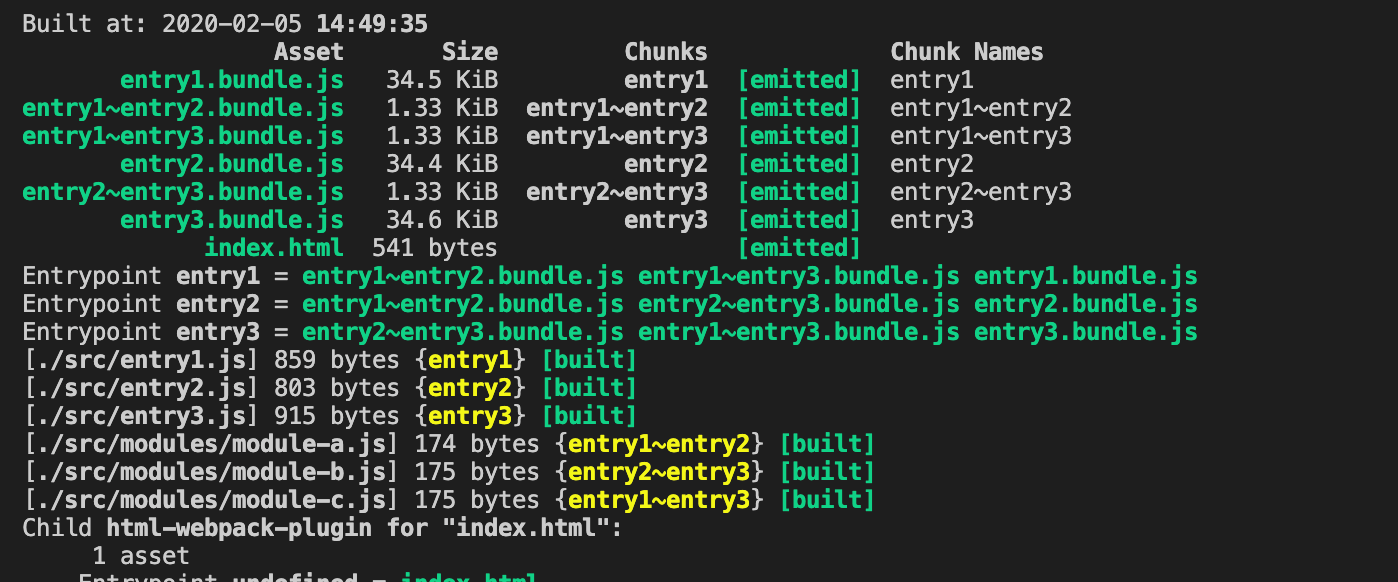 Built at: 2020-02-05 14:49:35
Asset Size Chunks Chunk Names
entry1.bundle.js 34.5 KiB entry1 [emitted] entry1
entry1~entry2.bundle.js 1.33 KiB entry1~entry2 [emitted] entry1~entry2
entry1~entry3.bundle.js 1.33 KiB entry1~entry3 [emitted] entry1~entry3
entry2.bundle.js 34.4 KiB entry2 [emitted] entry2
entry2~entry3.bundle.js 1.33 KiB entry2~entry3 [emitted] entry2~entry3
entry3.bundle.js 34.6 KiB entry3 [emitted] entry3
index.html 541 bytes [emitted]
Entrypoint entry1 = entry1~entry2.bundle.js entry1~entry3.bundle.js entry1.bundle.js
Entrypoint entry2 = entry1~entry2.bundle.js entry2~entry3.bundle.js entry2.bundle.js
Entrypoint entry3 = entry2~entry3.bundle.js entry1~entry3.bundle.js entry3.bundle.js
[./src/entry1.js] 859 bytes {entry1} [built]
[./src/entry2.js] 803 bytes {entry2} [built]
[./src/entry3.js] 915 bytes {entry3} [built]
[./src/modules/module-a.js] 174 bytes {entry1~entry2} [built]
[./src/modules/module-b.js] 175 bytes {entry2~entry3} [built]
[./src/modules/module-c.js] 175 bytes {entry1~entry3} [built]
Child html-webpack-plugin for "index.html":
1 asset
Entrypoint undefined = index.html